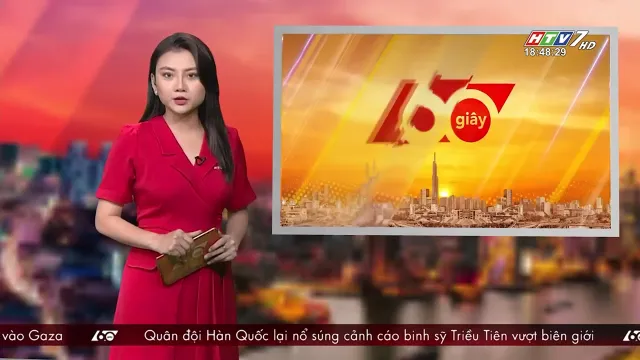 HTV7 HD
18:48:29
60 giây
vào Gaza 60 Quân đội Hàn Quốc lại nổ súng cảnh cáo binh sỹ Triều Tiên vượt biên giới